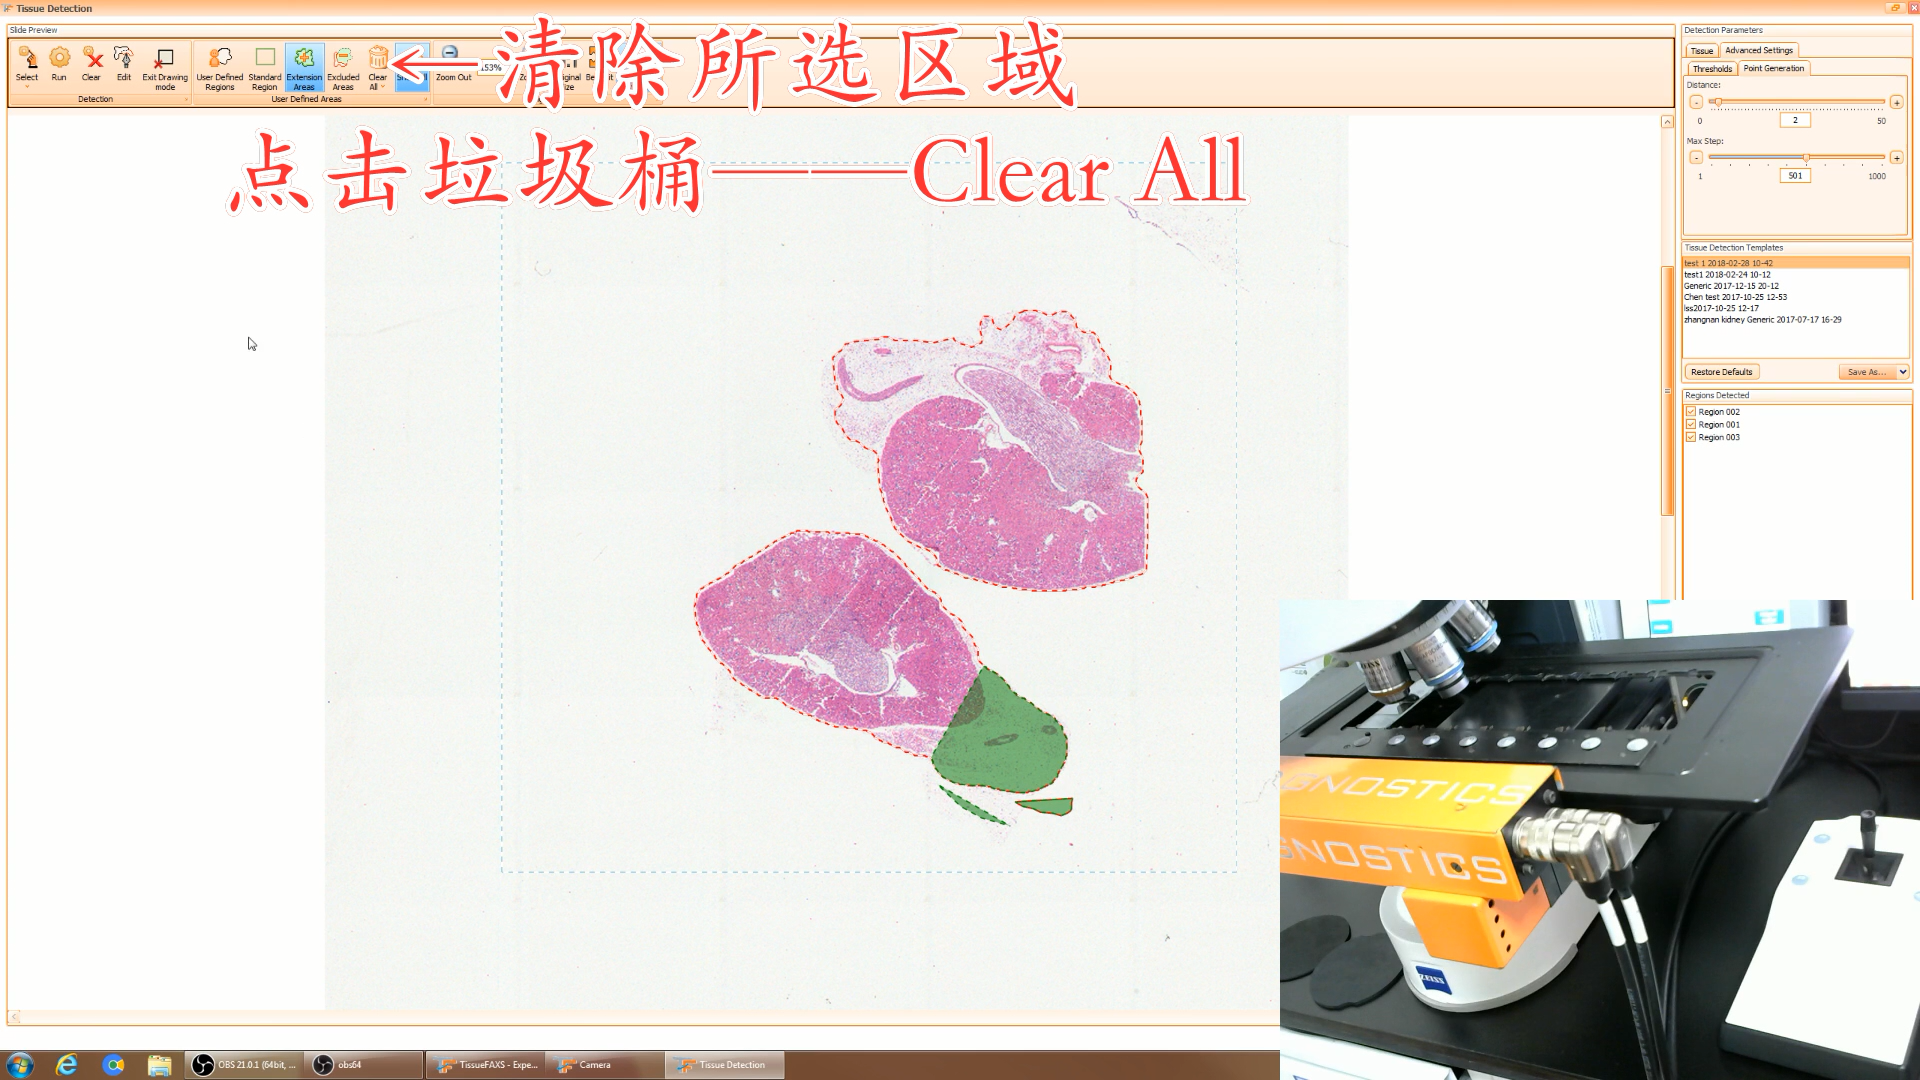 Tissue Detection
Slide Preview
Select
Run
Clear
Edit
Exit Drawing mode
User Defined Regions
Standard Region
Extension Areas
Excluded Areas
Clear All
Zoom Out
Detection
User Defined Areas
清除所选区域
点击垃圾桶——Clear All
Detection Parameters
Tissue
Advanced Settings
Thresholds
Point Generation
Distance:
0
2
50
Max Step:
1
501
1000
Tissue Detection Templates
test 1 2018-02-28 10-42
test1 2018-02-24 10-12
Generic 2017-12-15 20-12
Chen test 2017-10-25 12-53
lss2017-10-25 12-17
zhangnan kidney Generic 2017-07-17 16-29
Restore Defaults
Save As...
Regions Detected
Region 002
Region 001
Region 003
GNOSTICS
GNOSTICS
ZEISS
OBS 21.0.1 (64bit, ...
obs64
TissueFAXS - Expe...
Camera
Tissue Detection